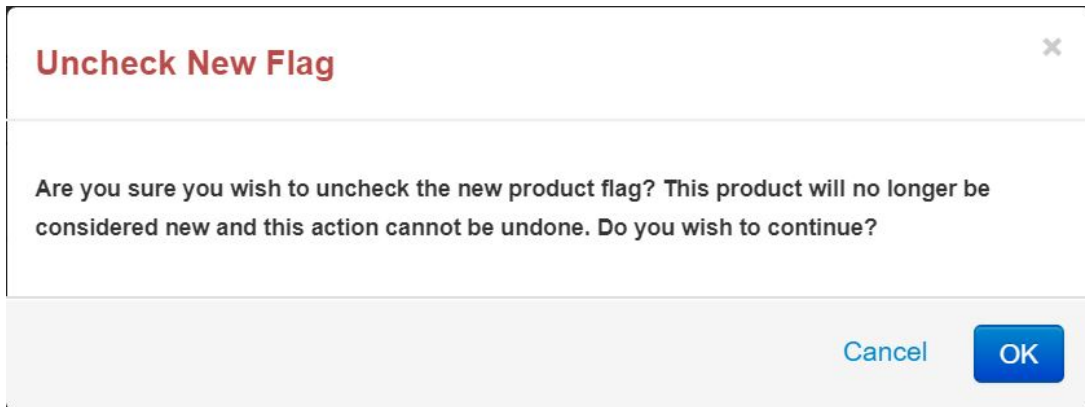 Uncheck New Flag
×
Are you sure you wish to uncheck the new product flag? This product will no longer be
considered new and this action cannot be undone. Do you wish to continue?
Cancel
OK